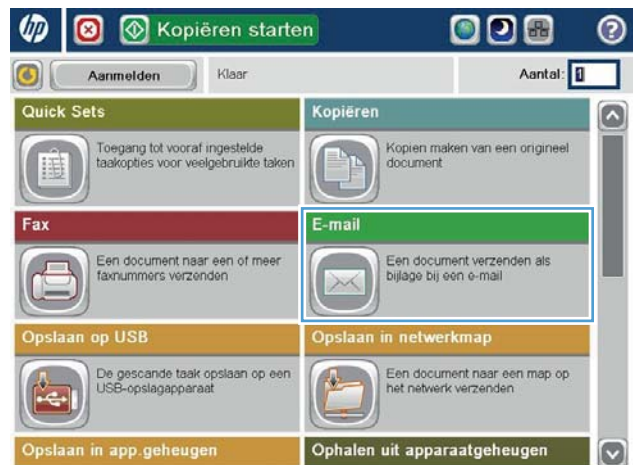 hp
Kopiëren starten
?
Aanmelden
Klaar
Aantal: 1
Quick Sets
Toegang tot vooraf ingestelde
taakopties voor veelgebruikte taken
Kopiëren
Kopien maken van een origineel
document
Fax
Een document naar een of meer
faxnummers verzenden
E-mail
Een document verzenden als
bijlage bij een e-mail
Opslaan op USB
De gescande taak opslaan op een
USB-opslagapparaat
Opslaan in netwerkmap
Een document naar een map op
het netwerk verzenden
Opslaan in app.geheugen
Ophalen uit apparaatgeheugen